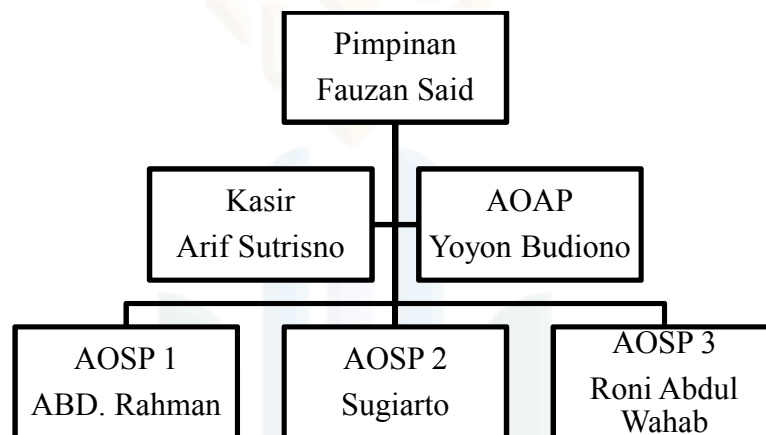 Pimpinan
Fauzan Said
Kasir
Arif Sutrisno
AOAP
Yoyon Budiono
AOSP 1
ABD. Rahman
AOSP 2
Sugiarto
AOSP 3
Roni Abdul
Wahab